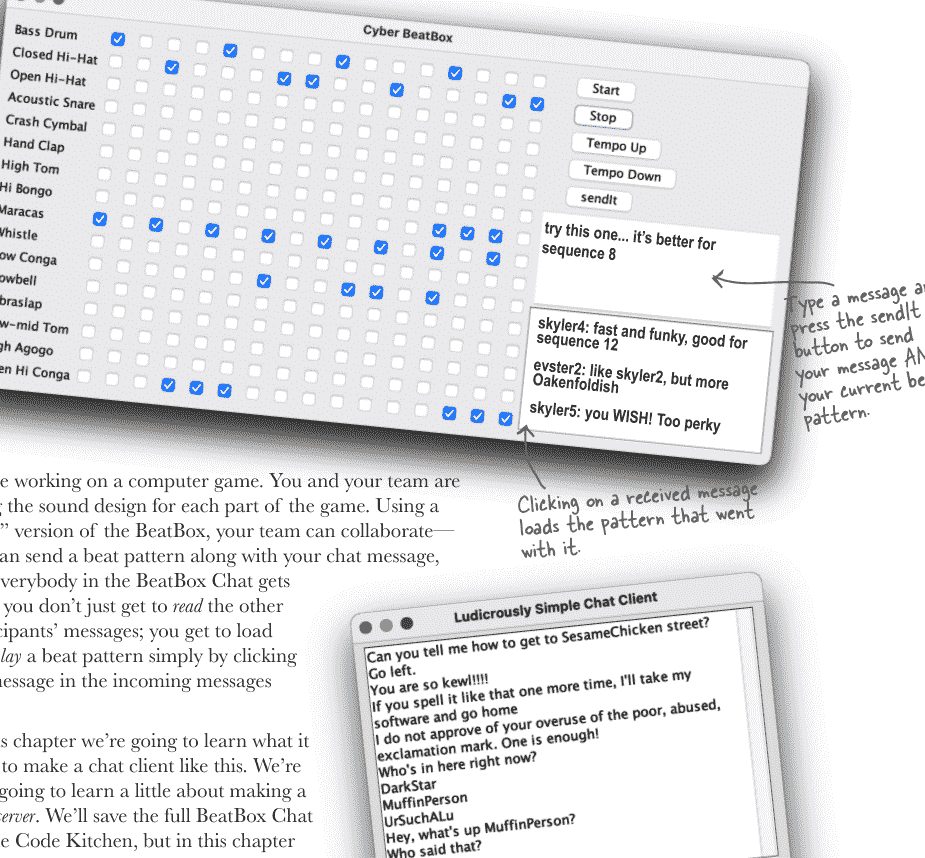 Cyber BeatBox
Bass Drum
Closed Hi-Hat
Open Hi-Hat
Acoustic Snare
Crash Cymbal
Hand Clap
High Tom
Hi Bongo
Maracas
Whistle
ow Conga
owbell
braslap
w-mid Tom
gh Agogo
en Hi Conga
Start
Stop
Tempo Up
Tempo Down
sendIt
try this one... it's better for
sequence 8
skyler4: fast and funky, good for
sequence 12
evster2: like skyler2, but more
Oakenfoldish
skyler5: you WISH! Too perky
Type a message an
press the sendIt
button to send
your message AN
your current be
pattern.
Clicking on a received message
loads the pattern that went
with it.
e working on a computer game. You and your team are
g the sound design for each part of the game. Using a
” version of the BeatBox, your team can collaborate—
an send a beat pattern along with your chat message,
verybody in the BeatBox Chat gets
you don’t just get to read the other
cipants’ messages; you get to load
lay a beat pattern simply by clicking
nessage in the incoming messages
s chapter we’re going to learn what it
to make a chat client like this. We’re
going to learn a little about making a
server. We’ll save the full BeatBox Chat
e Code Kitchen, but in this chapter
Ludicrously Simple Chat Client
Can you tell me how to get to SesameChicken street?
Go left.
You are so kewl!!!!
If you spell it like that one more time, I'll take my
software and go home
I do not approve of your overuse of the poor, abused,
exclamation mark. One is enough!
Who's in here right now?
DarkStar
MuffinPerson
UrSuchALu
Hey, what's up MuffinPerson?
Who said that?